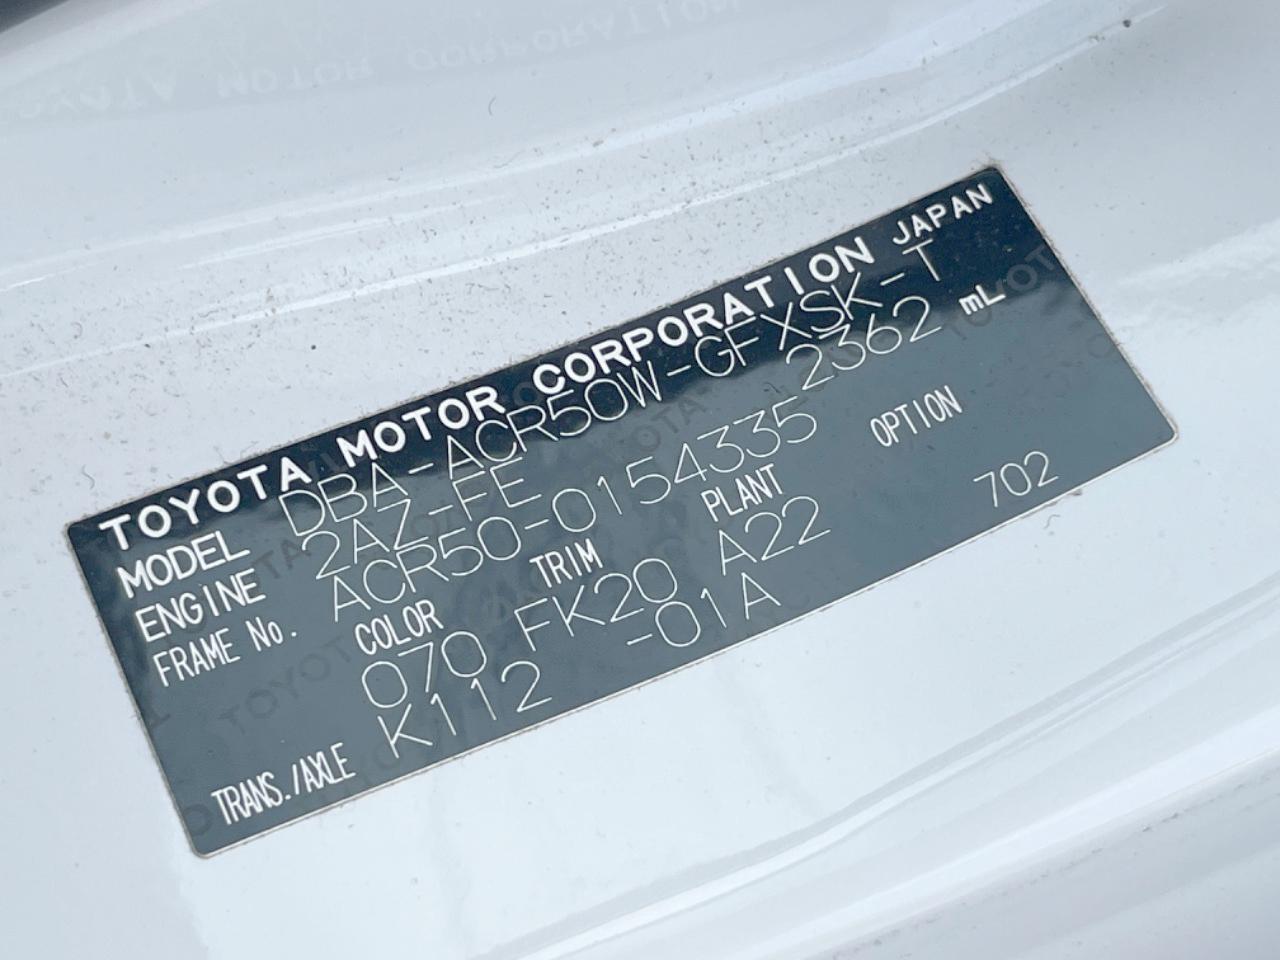 TOYOTA MOTOR CORPORATION JAPAN
MODEL DBA-ACR50W-GFXSK-T
ENGINE 2AZ-FE 2362 mL
FRAME No. ACR50-0154335
COLOR TRIM PLANT OPTION
070 FK20 A22 702
TRANS./AXLE K112 -01A